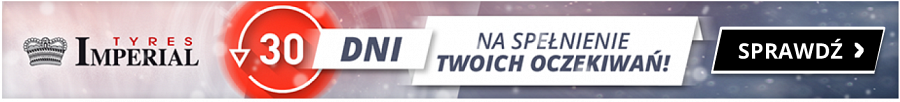 TYRES
IMPERIAL
30
DNI
NA SPEŁNIENIE
TWOICH OCZEKIWAŃ!
SPRAWDŹ